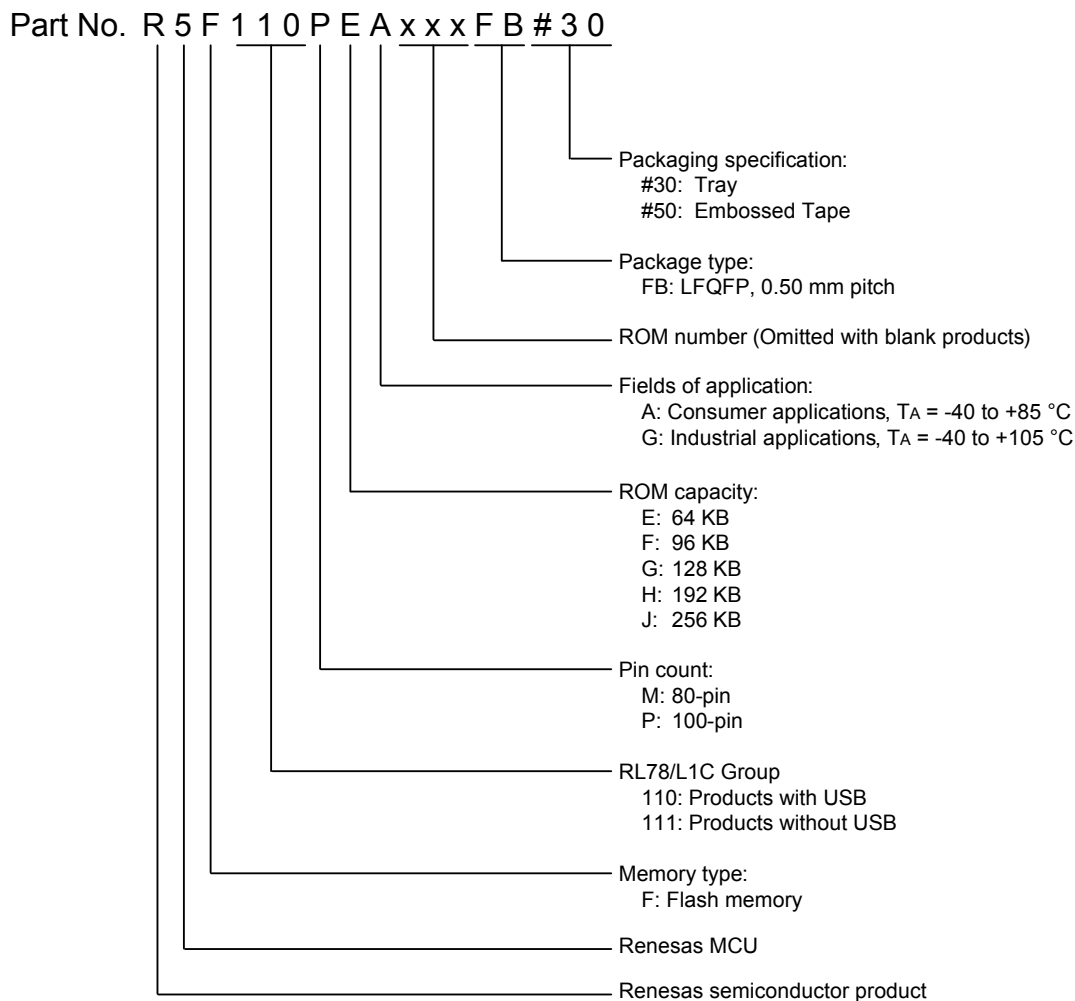 Part No. R 5 F 1 1 0 P E A x x x F B # 3 0
Packaging specification:
#30: Tray
#50: Embossed Tape
Package type:
FB: LFQFP, 0.50 mm pitch
ROM number (Omitted with blank products)
Fields of application:
A: Consumer applications, TA = -40 to +85 °C
G: Industrial applications, TA = -40 to +105 °C
ROM capacity:
E: 64 KB
F: 96 KB
G: 128 KB
H: 192 KB
J: 256 KB
Pin count:
M: 80-pin
P: 100-pin
RL78/L1C Group
110: Products with USB
111: Products without USB
Memory type:
F: Flash memory
Renesas MCU
Renesas semiconductor product